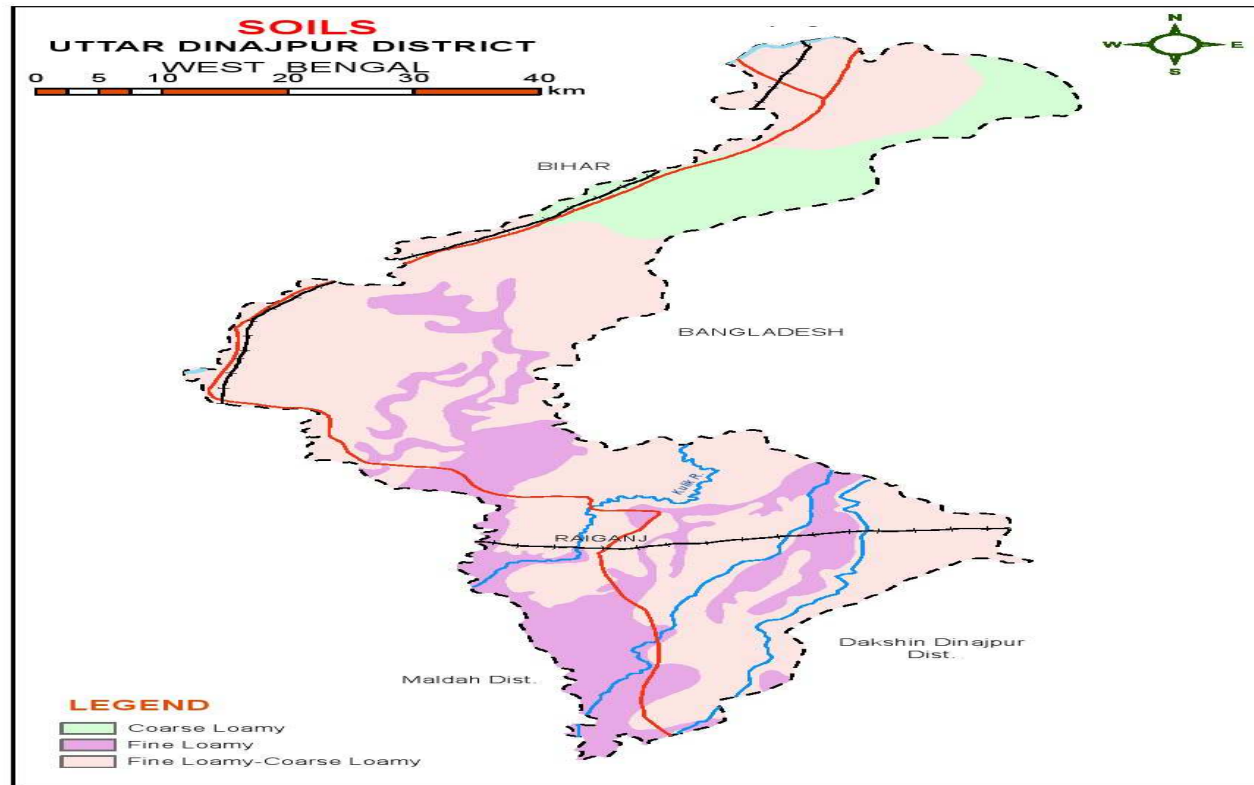 SOILS
UTTAR DINAJPUR DISTRICT
WEST BENGAL
0 5 10 20 30 40
km
N
W E
S
BIHAR
BANGLADESH
Kulik R.
RAIGANJ
Dakshin Dinajpur
Dist.
Maldah Dist.
LEGEND
Coarse Loamy
Fine Loamy
Fine Loamy-Coarse Loamy